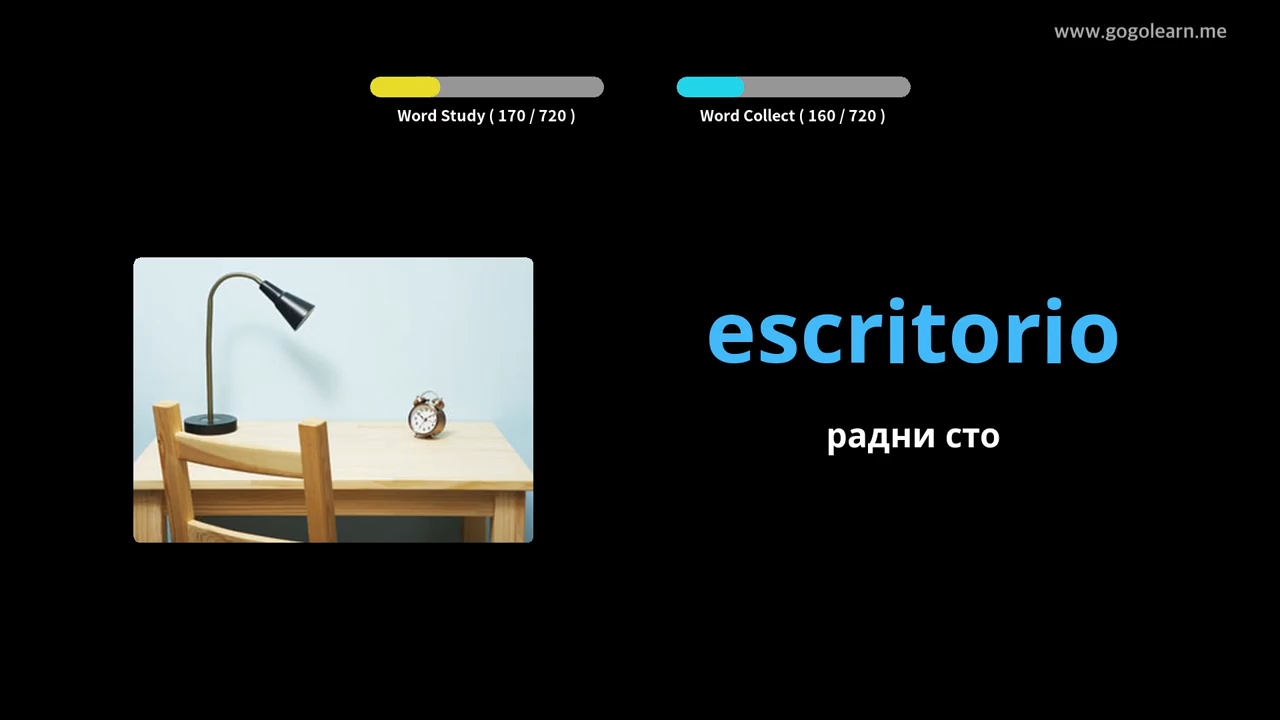 www.gogolearn.me
Word Study ( 170 / 720 )
Word Collect ( 160 / 720 )
escritorio
радни сто